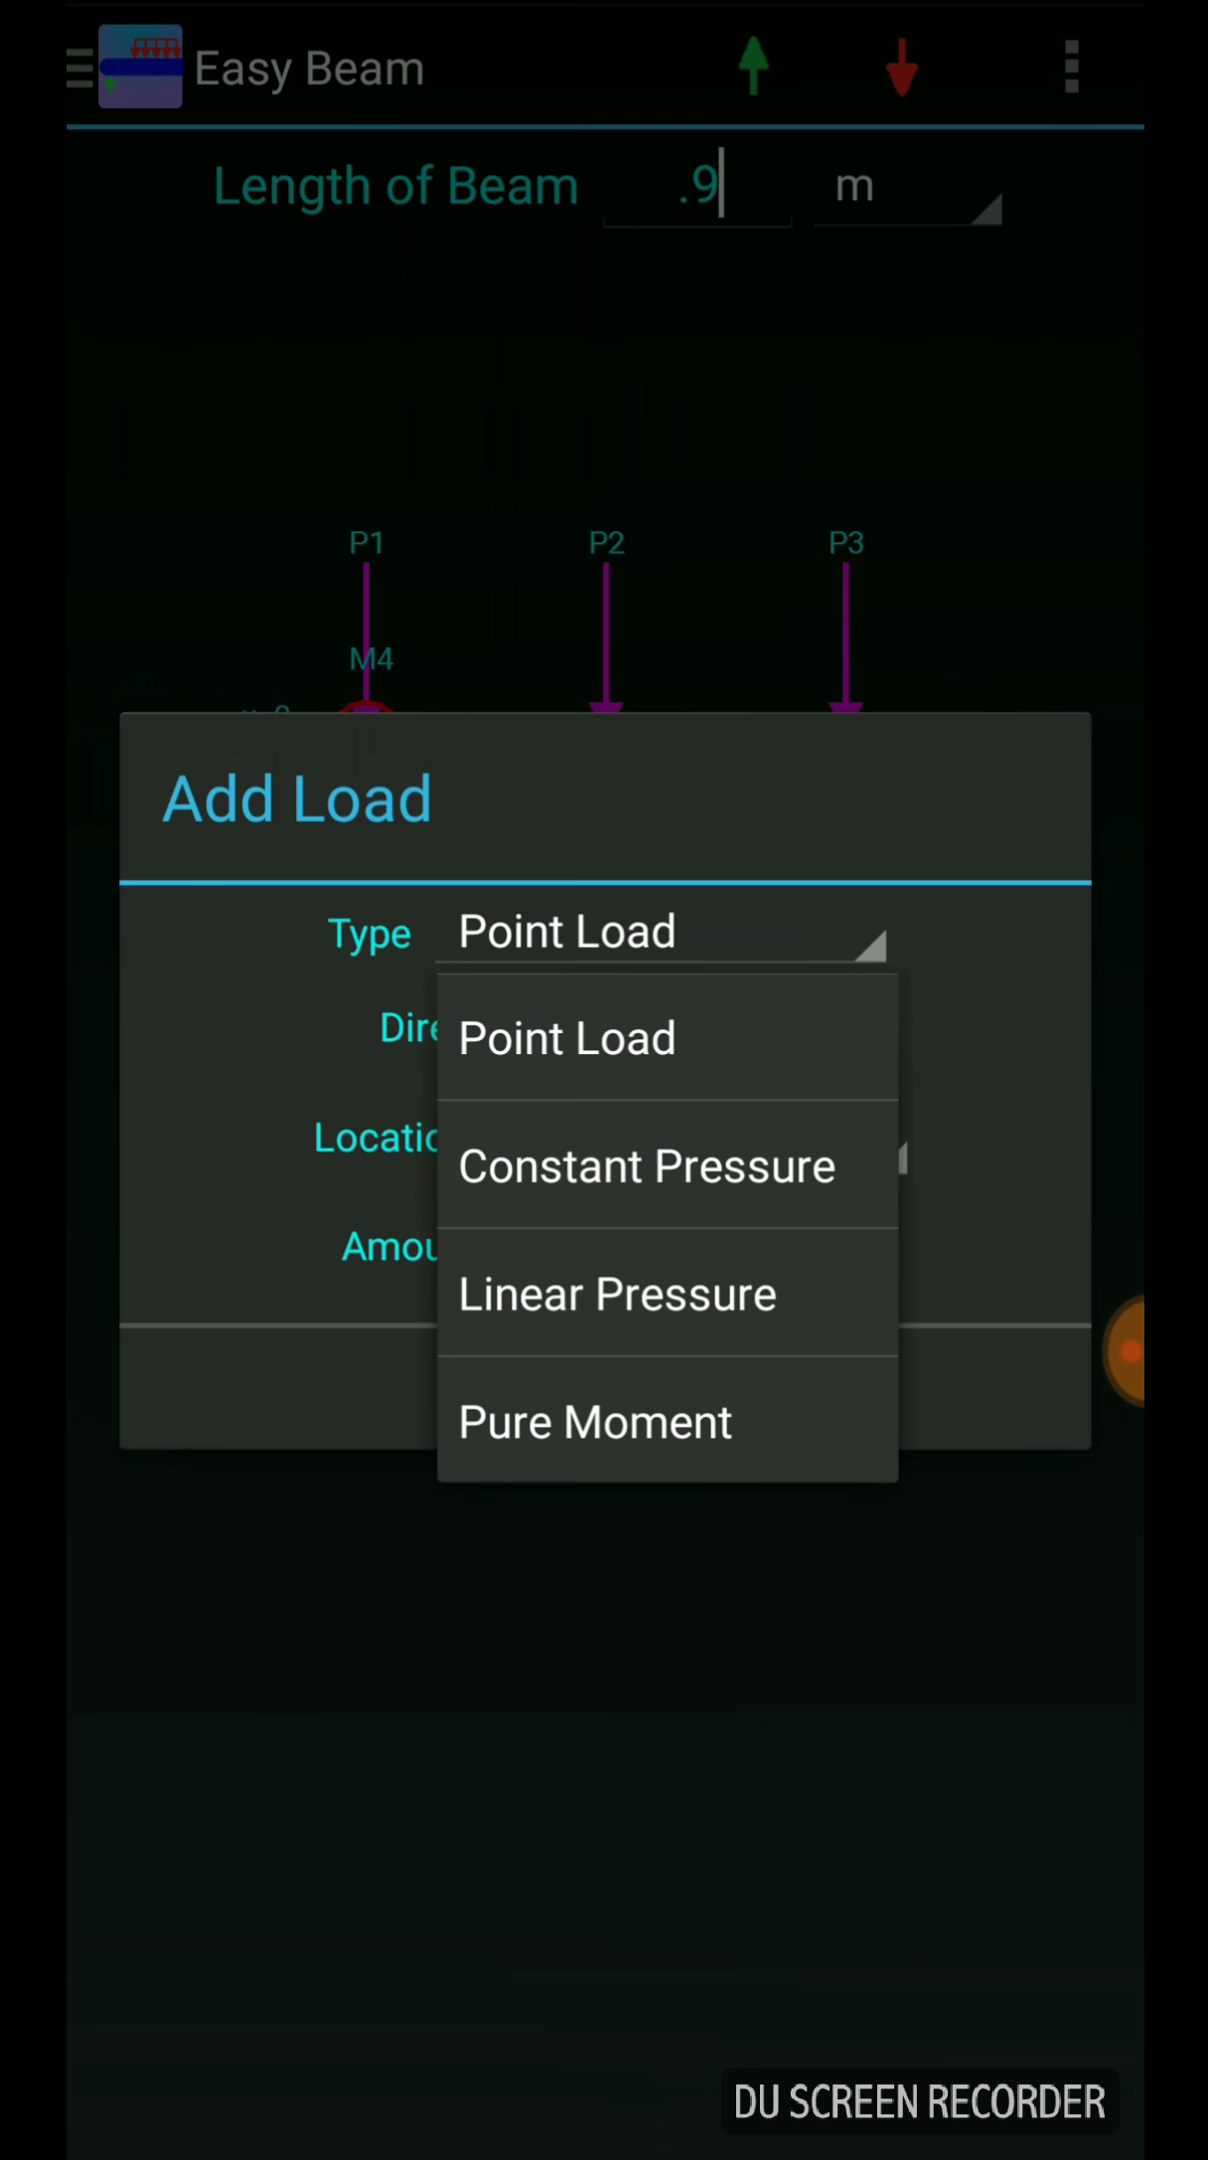 Easy Beam
Length of Beam .9 m
P1 P2 P3
M4
Add Load
Type Point Load
Point Load
Constant Pressure
Linear Pressure
Pure Moment
DU SCREEN RECORDER